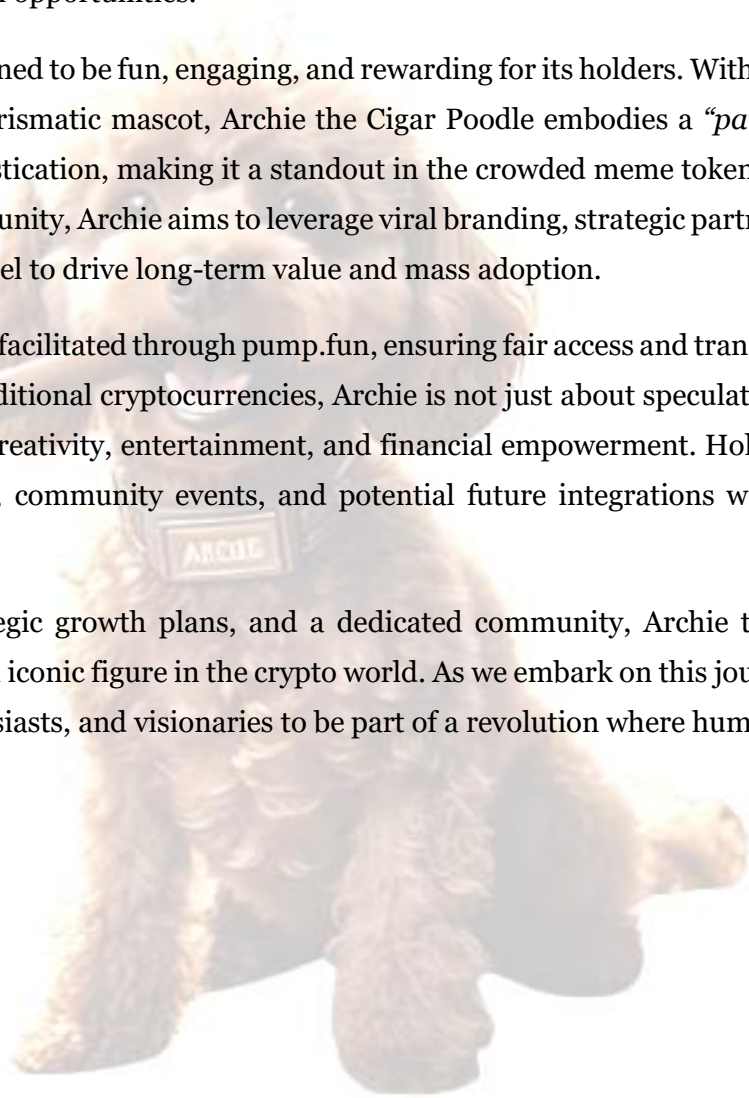 opportunities.
ned to be fun, engaging, and rewarding for its holders. With
rismatic mascot, Archie the Cigar Poodle embodies a “pa
stication, making it a standout in the crowded meme token
unity, Archie aims to leverage viral branding, strategic partn
el to drive long-term value and mass adoption.
facilitated through pump.fun, ensuring fair access and tran
ditional cryptocurrencies, Archie is not just about speculat
reativity, entertainment, and financial empowerment. Hol
, community events, and potential future integrations w
egic growth plans, and a dedicated community, Archie t
iconic figure in the crypto world. As we embark on this jou
siasts, and visionaries to be part of a revolution where hum